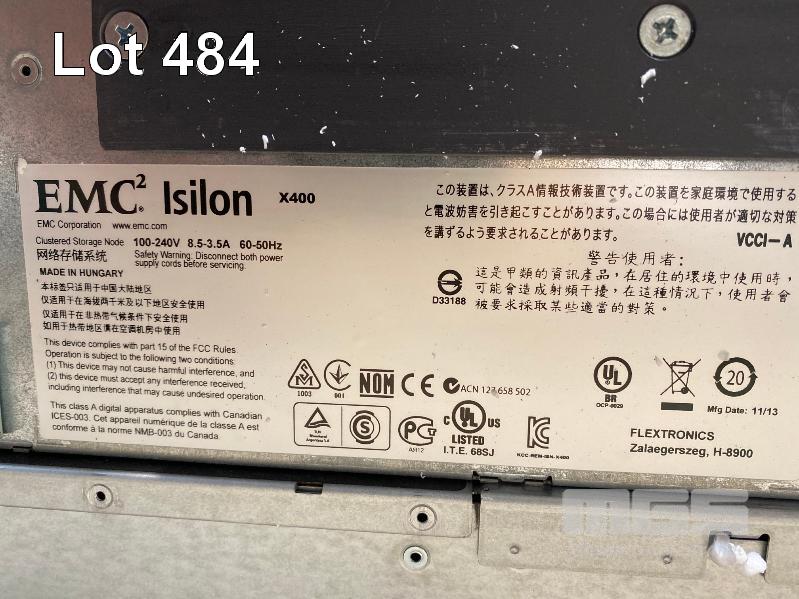 Lot 484
EMC² Isilon X400
EMC Corporation www.emc.com
Clustered Storage Node 100-240V 8.5-3.5A 60-50Hz
网络存储系统 Safety Warning: Disconnect both power
supply cords before servicing.
MADE IN HUNGARY
本标签只适用于中国大陆地区
仅适用于在海拔两千米及以下地区安全使用
仅适用于在非热带气候条件下安全使用
如用于热带地区请在空调机房中使用
This device complies with part 15 of the FCC Rules.
Operation is subject to the following two conditions:
(1) This device may not cause harmful interference, and
(2) this device must accept any interference received,
including interference that may cause undesired operation.
This class A digital apparatus complies with Canadian
ICES-003. Cet appareil numérique de la classe A est
conforme à la norme NMB-003 du Canada.
この装置は、クラスA情報技術装置です。この装置を家庭環境で使用する
と電波妨害を引き起こすことがあります。この場合には使用者が適切な対策
を講ずるよう要求されることがあります。
VCCI-A
警告使用者:
這是甲類的資訊產品,在居住的環境中使用時,
可能會造成射頻干擾,在這種情況下,使用者會
被要求採取某些適當的對策。
D33188
1003
001
NOM CE ACN 127 658 502
TÜV
S
PC
AM12
C UL US
LISTED
I.T.E. 68SJ
KCC-REM-ISN-X400
UL
BR
OCP-0029
20
Mfg Date: 11/13
FLEXTRONICS
Zalaegerszeg, H-8900
MGS